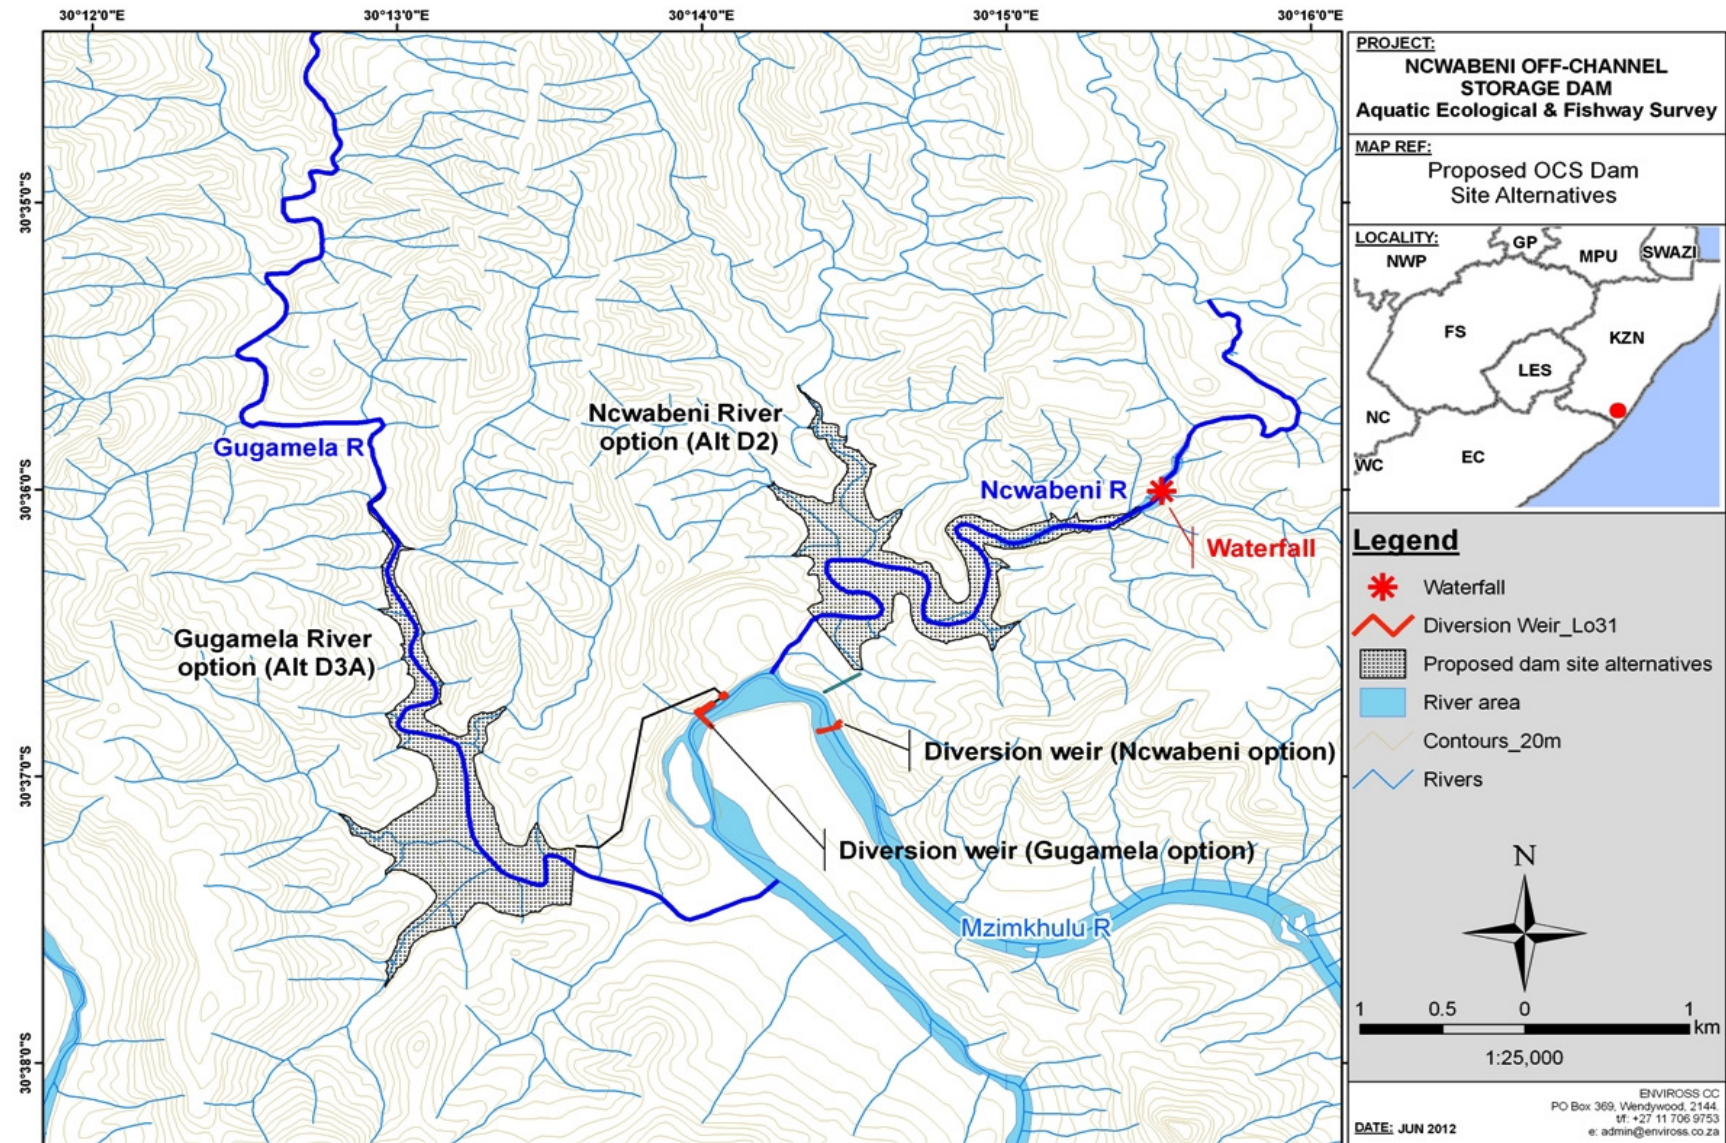 30°12'0"E
30°13'0"E
30°14'0"E
30°15'0"E
30°16'0"E
30°35'0"S
30°36'0"S
30°37'0"S
30°38'0"S
Gugamela R
Ncwabeni River
option (Alt D2)
Ncwabeni R
Waterfall
Gugamela River
option (Alt D3A)
Diversion weir (Ncwabeni option)
Diversion weir (Gugamela option)
Mzimkhulu R
PROJECT:
NCWABENI OFF-CHANNEL
STORAGE DAM
Aquatic Ecological & Fishway Survey
MAP REF:
Proposed OCS Dam
Site Alternatives
LOCALITY:
NWP
GP
MPU
SWAZI
FS
KZN
LES
NC
WC
EC
Legend
Waterfall
Diversion Weir_Lo31
Proposed dam site alternatives
River area
Contours_20m
Rivers
N
1 0.5 0 1
km
1:25,000
ENVIROSS CC
PO Box 369, Wendywood, 2144.
t/f: +27 11 706 9753
e: admin@enviross.co.za
DATE: JUN 2012